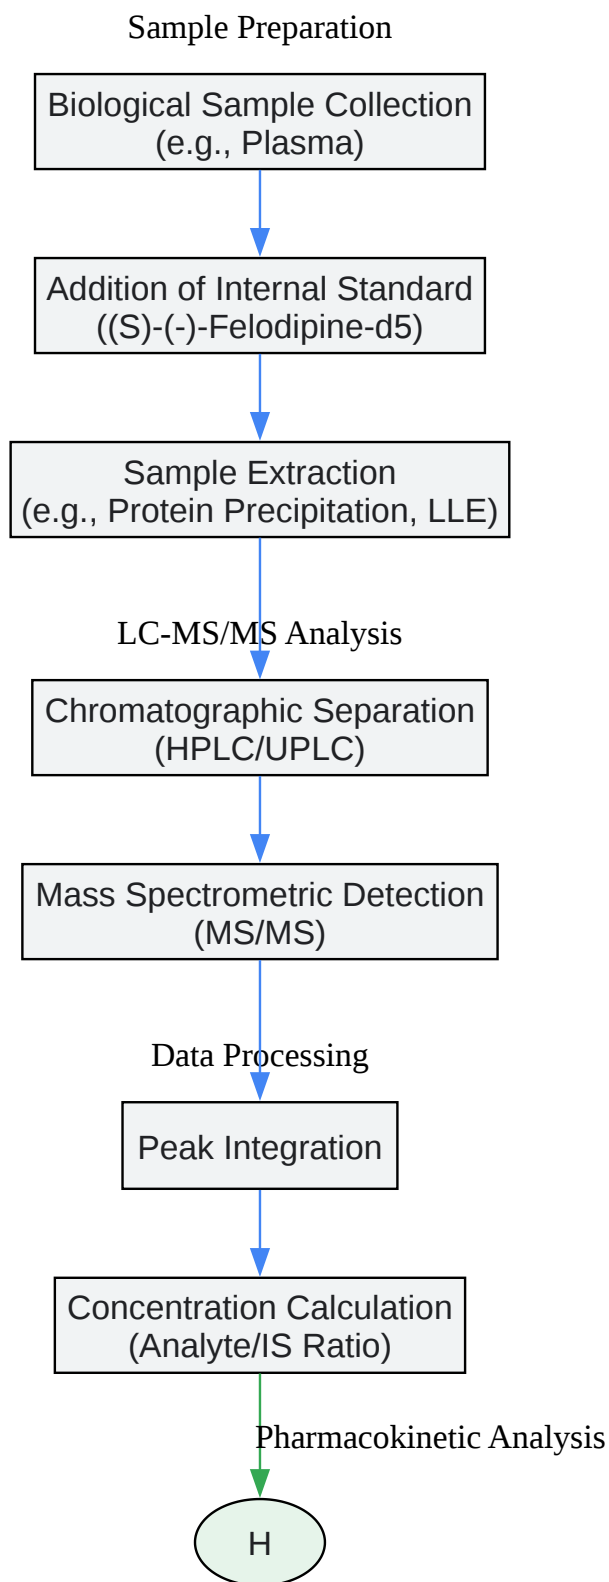 Sample Preparation
Biological Sample Collection
(e.g., Plasma)
Addition of Internal Standard
((S)-(-)-Felodipine-d5)
Sample Extraction
(e.g., Protein Precipitation, LLE)
LC-MS/MS Analysis
Chromatographic Separation
(HPLC/UPLC)
Mass Spectrometric Detection
(MS/MS)
Data Processing
Peak Integration
Concentration Calculation
(Analyte/IS Ratio)
Pharmacokinetic Analysis
H